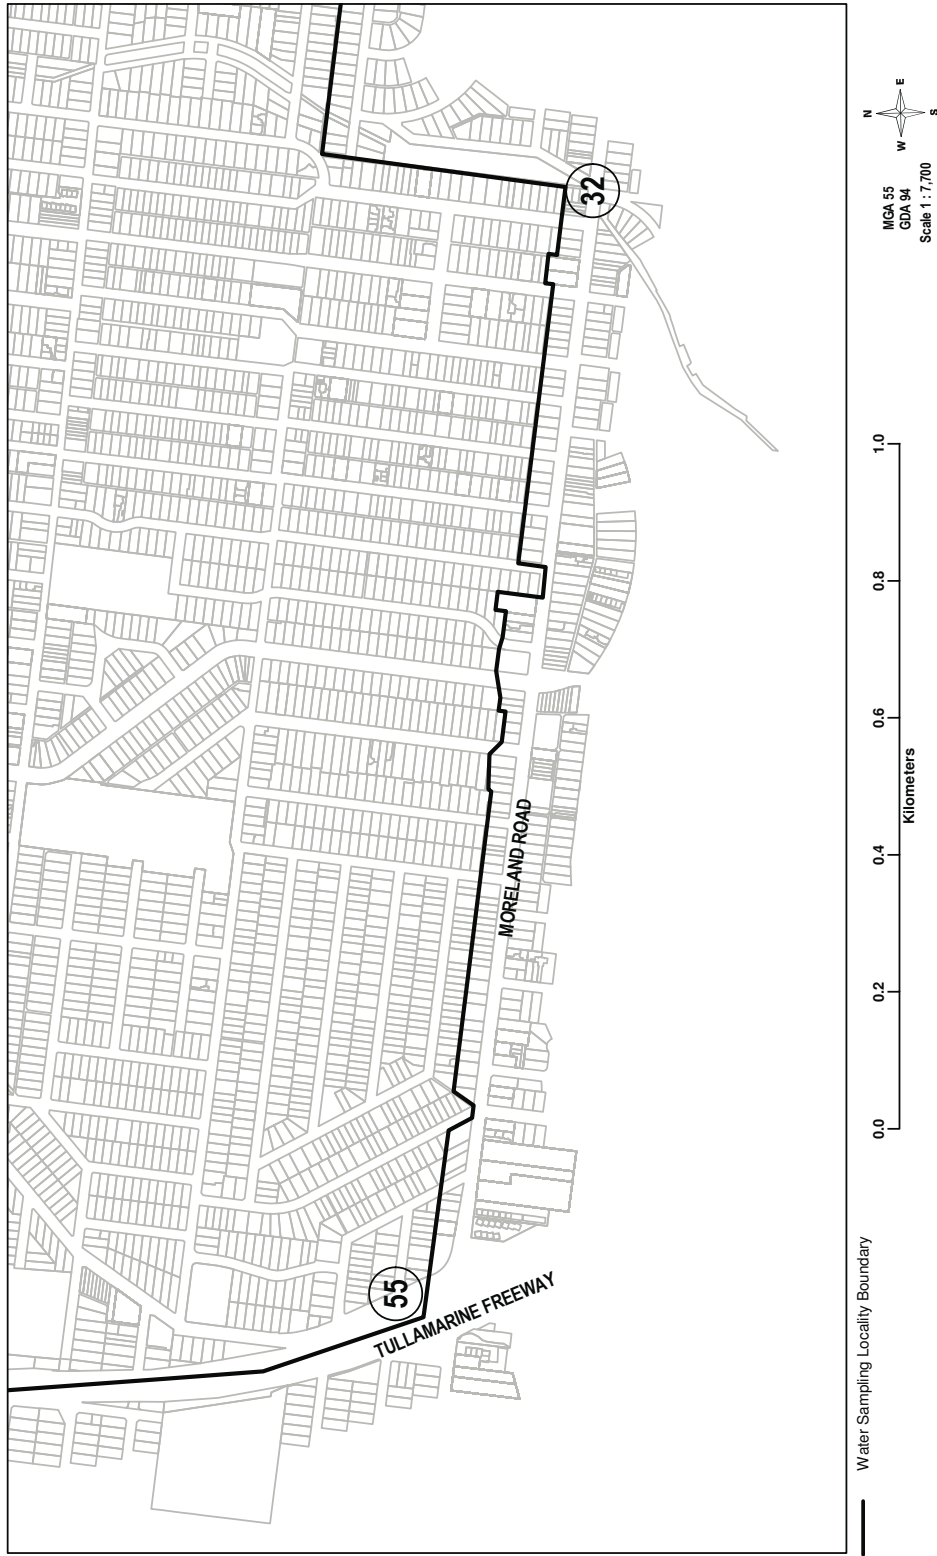 32
55
MORELAND ROAD
TULLAMARINE FREEWAY
N
E
W
S
MGA 55
GDA 94
Scale 1 : 7,700
0.0 0.2 0.4 0.6 0.8 1.0
Kilometers
Water Sampling Locality Boundary